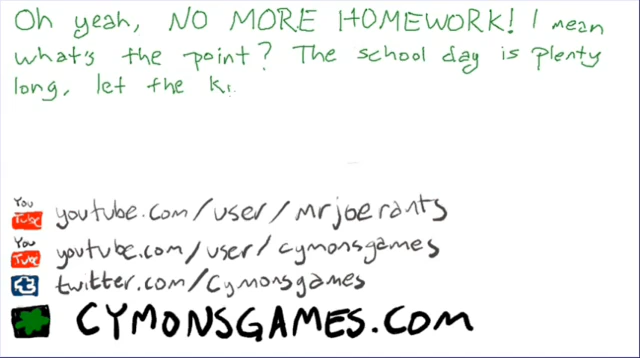 Oh yeah, NO MORE HOMEWORK! I mean
what's the point? The school day is plenty
long, let the ki
You
Tube youtube.com/user/mrjoerants
You
Tube youtube.com/user/cymonsgames
twitter.com/Cymonsgames
CYMONSGAMES.COM